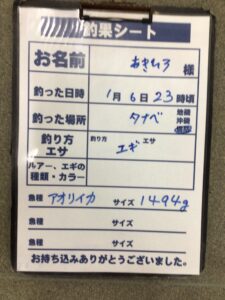 釣果シート
お名前 あきひろ 様
釣った日時 1月6日23時頃
釣った場所 タナベ 地磯
沖磯
釣り方 エサ 釣り方 エギ エサ
ルアー、エギの種類・カラー
魚種 アオリイカ サイズ 1494g
魚種 サイズ
魚種 サイズ
お持ち込みありがとうございました。